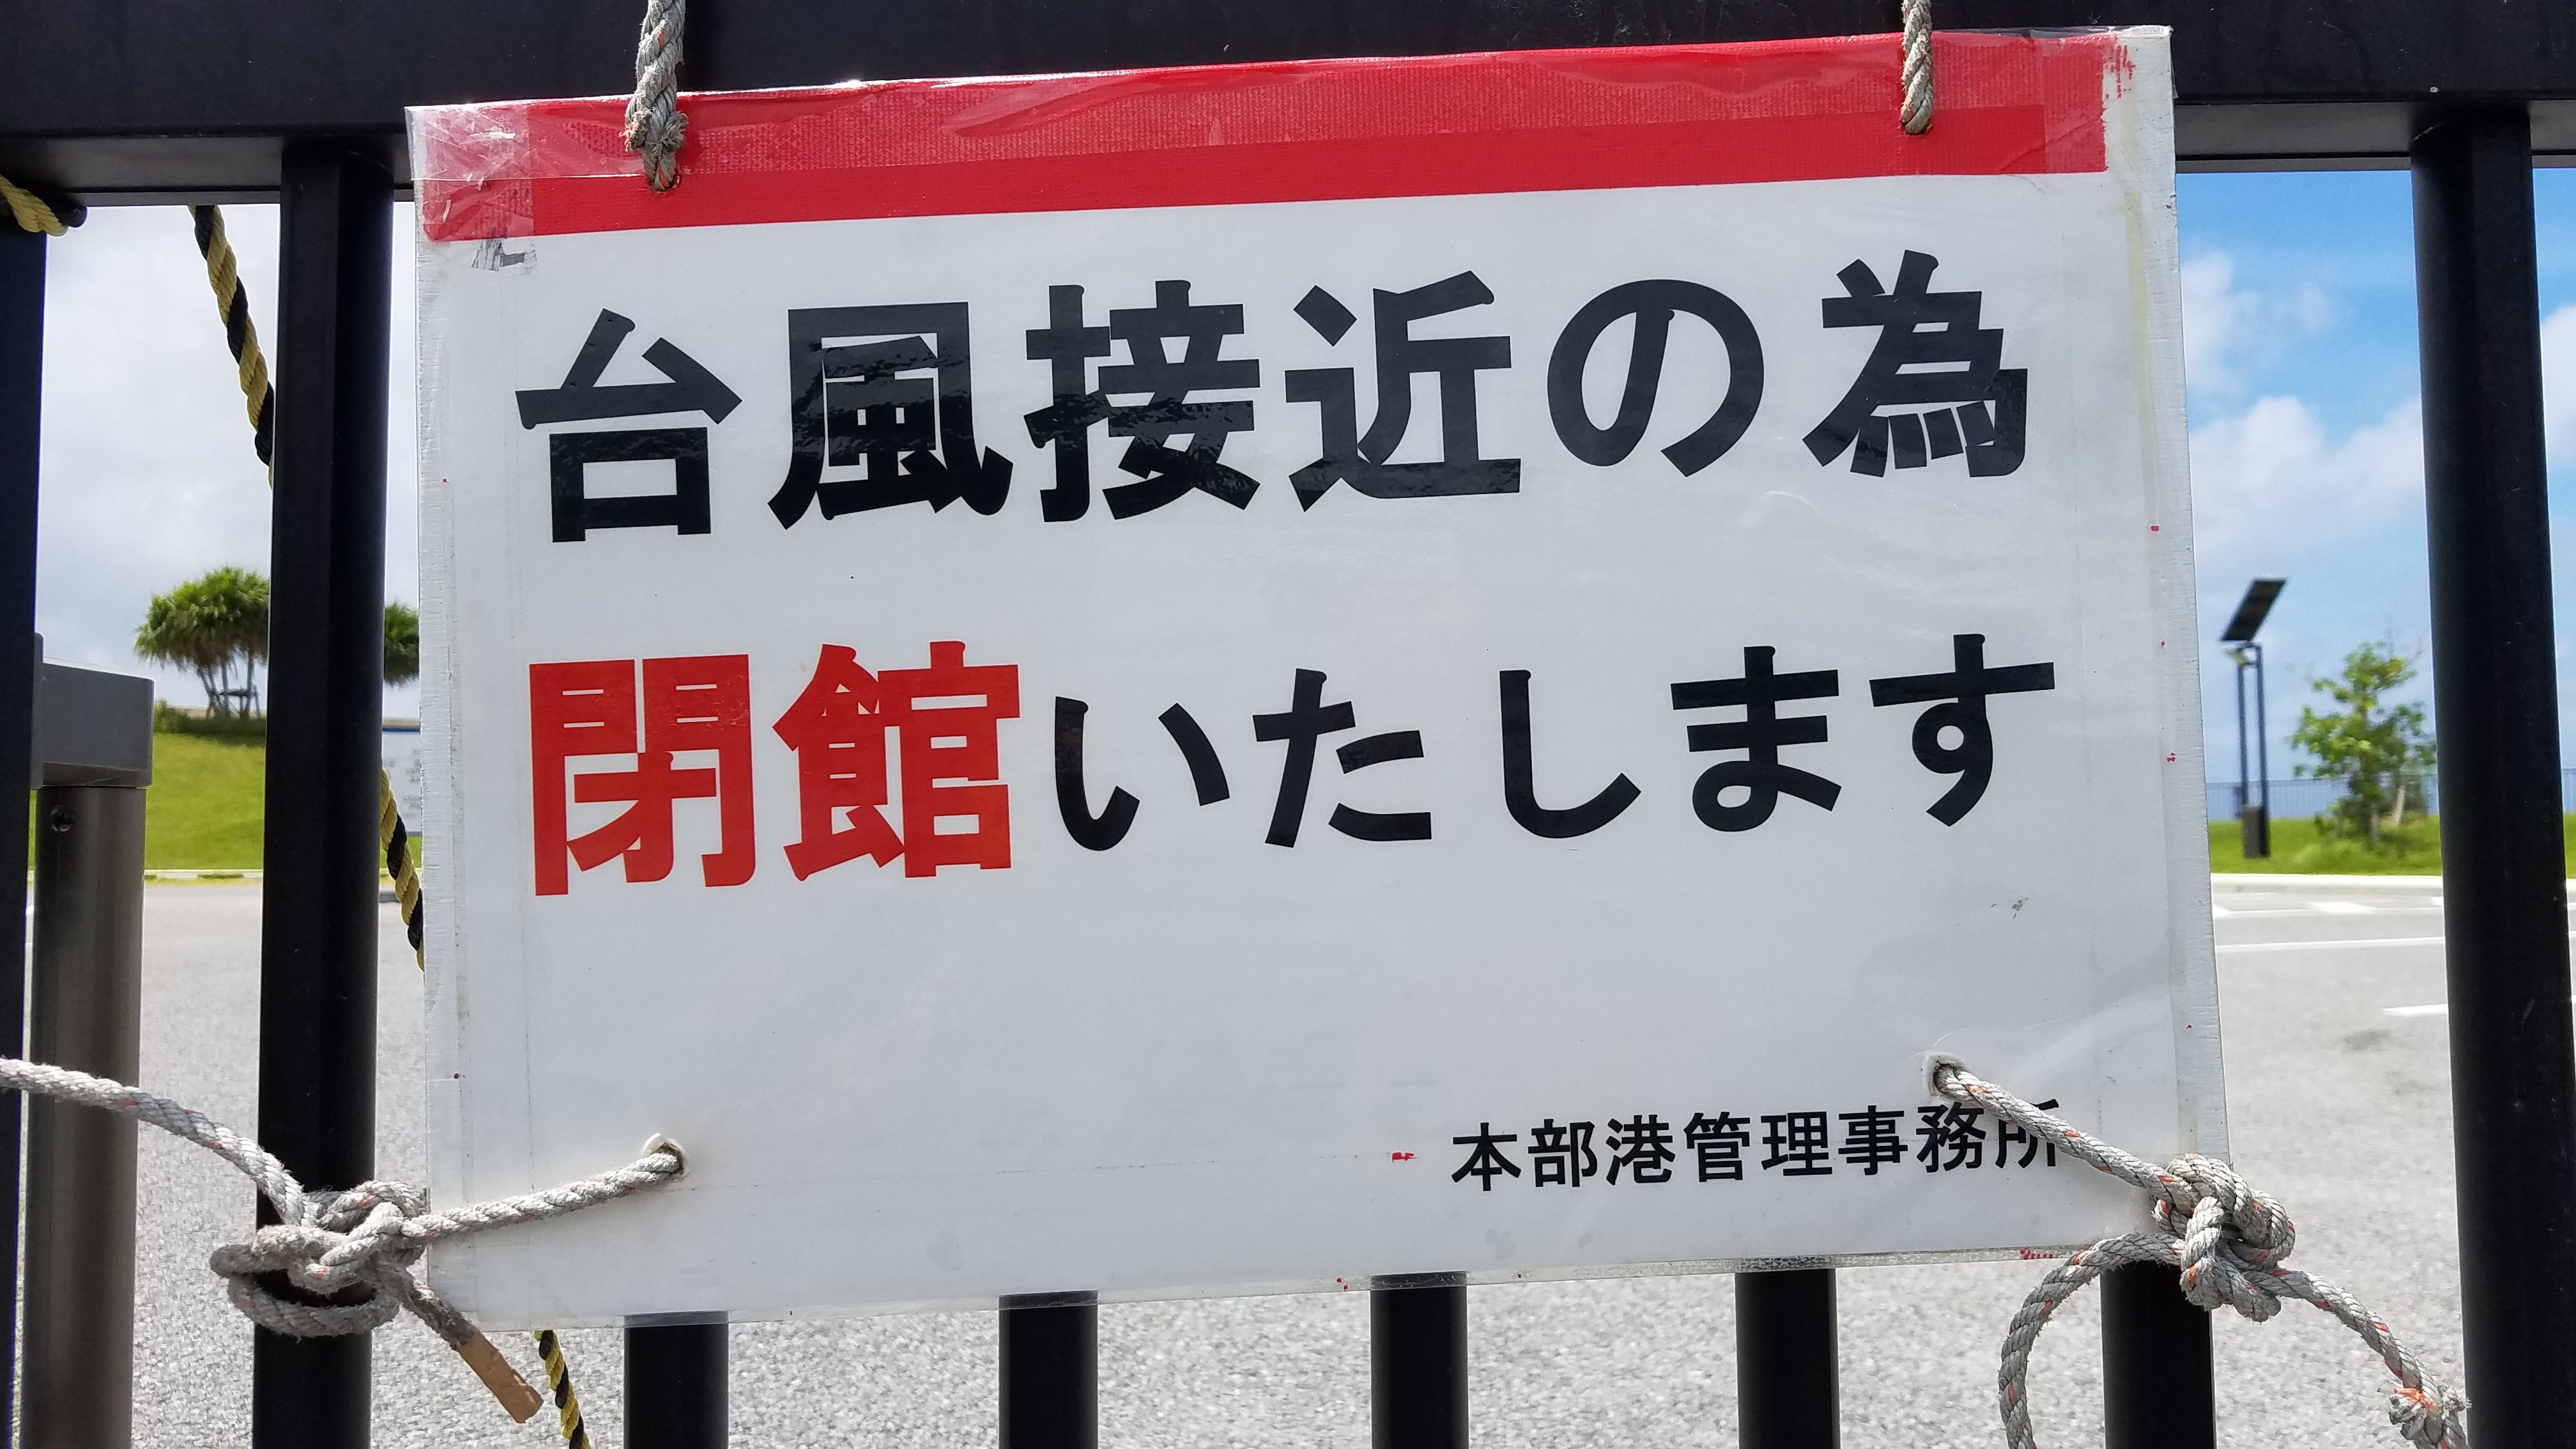 台風接近の為
閉館いたします
本部港管理事務所